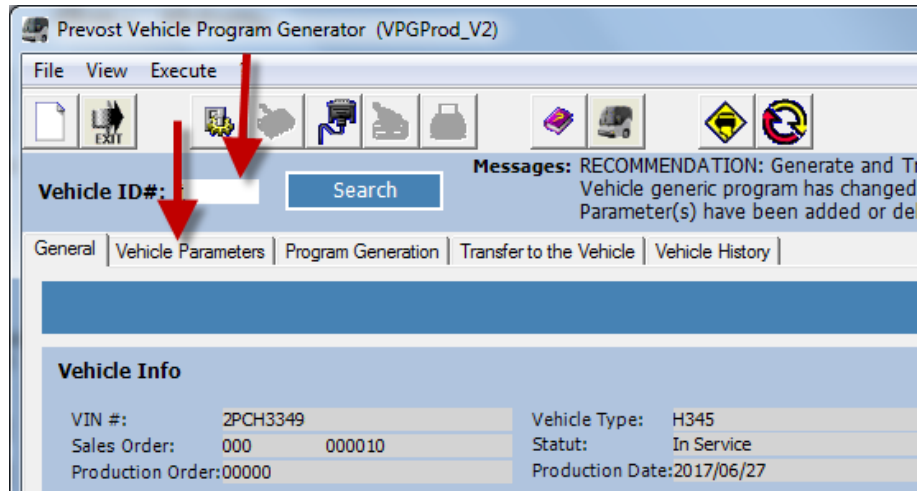 Prevost Vehicle Program Generator (VPGProd_V2)
File View Execute
EXIT
Messages: RECOMMENDATION: Generate and Tr
Vehicle ID#: Search Vehicle generic program has changed
Parameter(s) have been added or del
General Vehicle Parameters Program Generation Transfer to the Vehicle Vehicle History
Vehicle Info
VIN #: 2PCH3349 Vehicle Type: H345
Sales Order: 000 000010 Statut: In Service
Production Order: 00000 Production Date: 2017/06/27